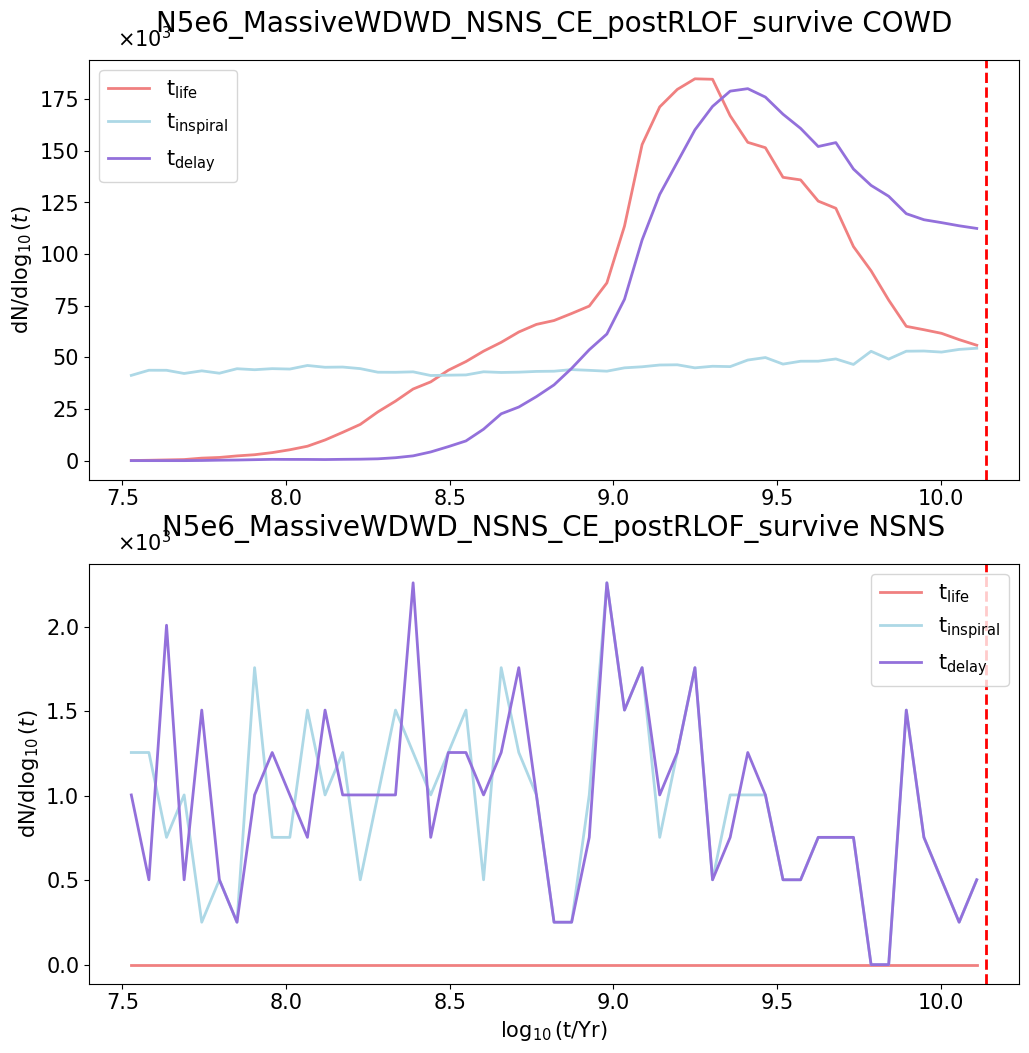 N5e6_MassiveWDWD_NSNS_CE_postRLOF_survive COWD
×10³
t_life
t_inspiral
t_delay
175
150
125
100
75
50
25
0
dN/dlog₁₀(t)
7.5 8.0 8.5 9.0 9.5 10.0
N5e6_MassiveWDWD_NSNS_CE_postRLOF_survive NSNS
×10³
t_life
t_inspiral
t_delay
2.0
1.5
1.0
0.5
0.0
dN/dlog₁₀(t)
7.5 8.0 8.5 9.0 9.5 10.0
log₁₀(t/Yr)